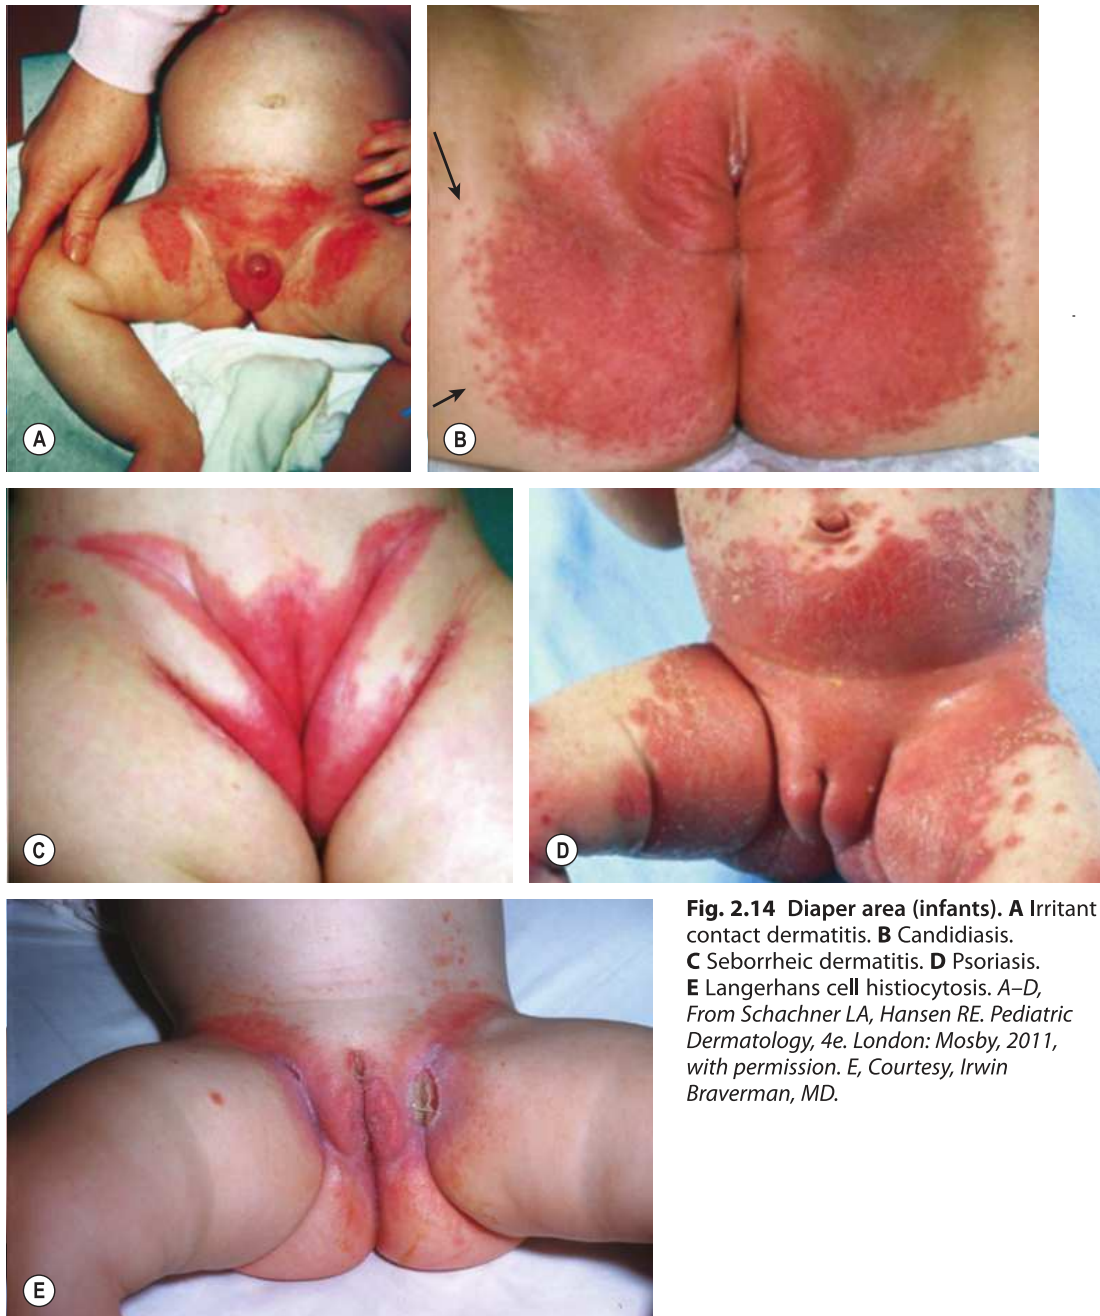 A
B
C
D
Fig. 2.14 Diaper area (infants). A Irritant
contact dermatitis. B Candidiasis.
C Seborrheic dermatitis. D Psoriasis.
E Langerhans cell histiocytosis. A–D,
From Schachner LA, Hansen RE. Pediatric
Dermatology, 4e. London: Mosby, 2011,
with permission. E, Courtesy, Irwin
Braverman, MD.
E